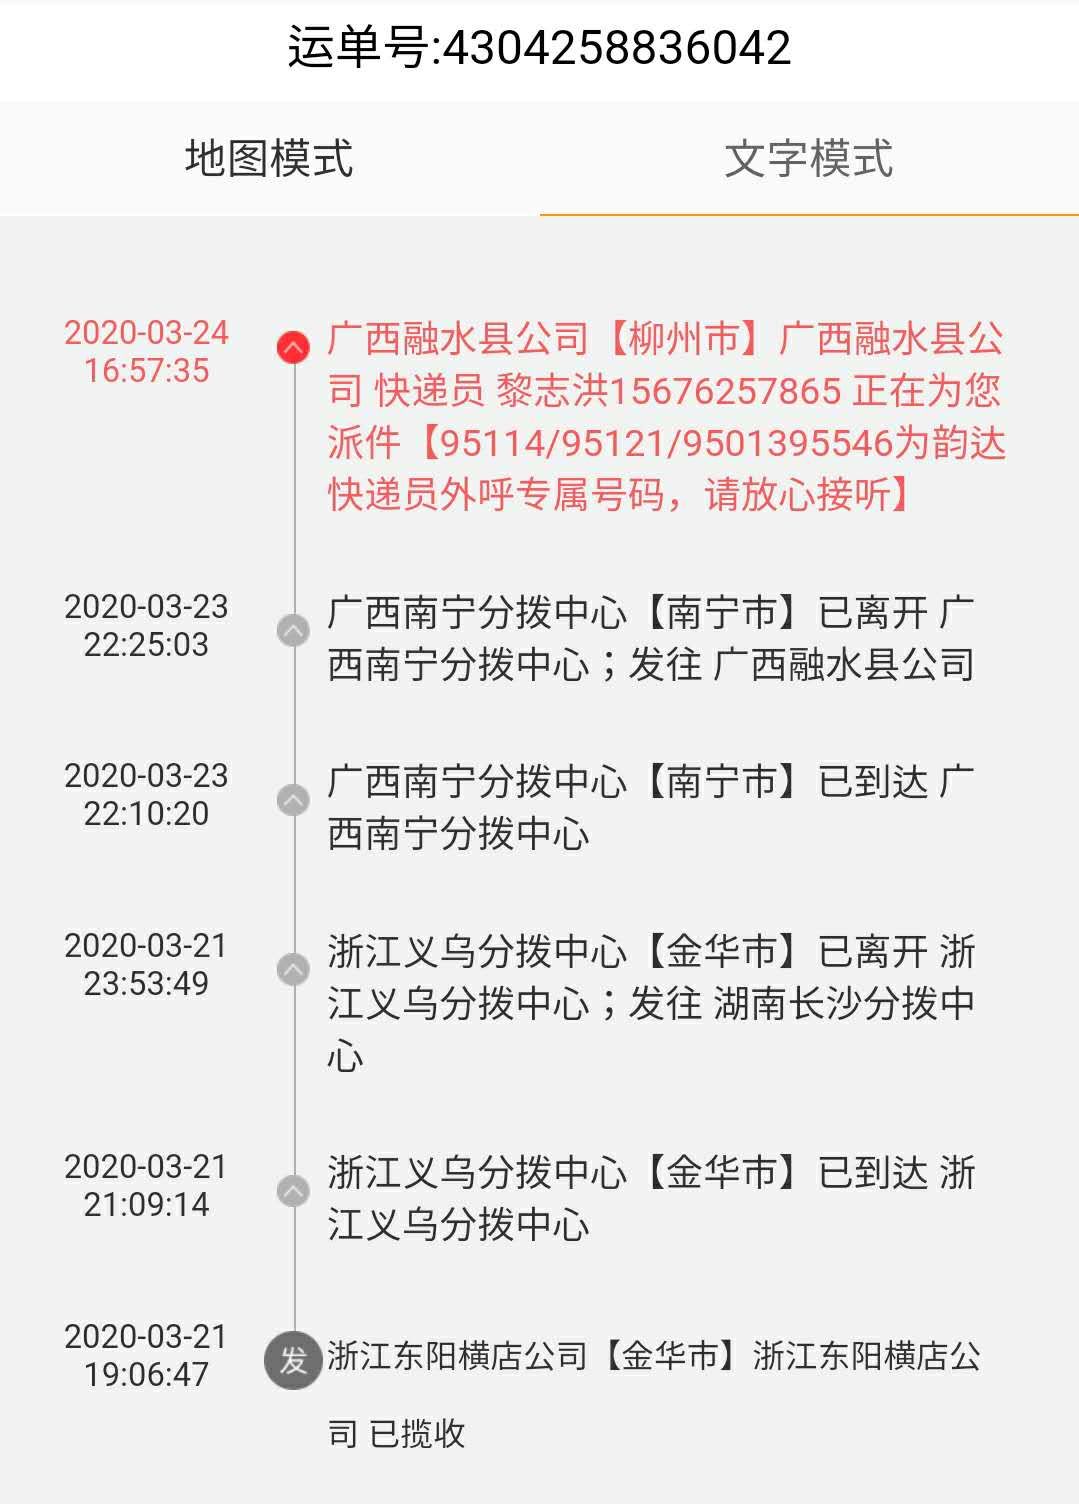 运单号:4304258836042
地图模式
文字模式
2020-03-24
16:57:35
广西融水县公司【柳州市】广西融水县公
司 快递员 黎志洪15676257865 正在为您
派件【95114/95121/9501395546为韵达
快递员外呼专属号码，请放心接听】
2020-03-23
22:25:03
广西南宁分拨中心【南宁市】已离开 广
西南宁分拨中心；发往 广西融水县公司
2020-03-23
22:10:20
广西南宁分拨中心【南宁市】已到达 广
西南宁分拨中心
2020-03-21
23:53:49
浙江义乌分拨中心【金华市】已离开 浙
江义乌分拨中心；发往 湖南长沙分拨中
心
2020-03-21
21:09:14
浙江义乌分拨中心【金华市】已到达 浙
江义乌分拨中心
2020-03-21
19:06:47
发
浙江东阳横店公司【金华市】浙江东阳横店公
司 已揽收